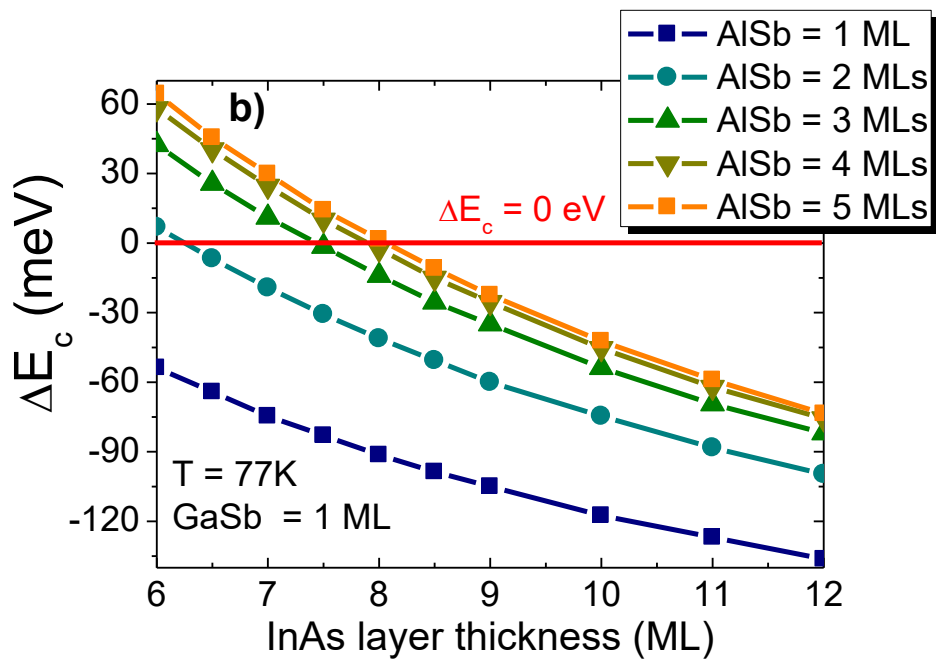 AlSb = 1 ML
AlSb = 2 MLs
AlSb = 3 MLs
AlSb = 4 MLs
AlSb = 5 MLs
b)
ΔE_c = 0 eV
60
30
0
-30
-60
-90
-120
ΔE_c (meV)
T = 77K
GaSb = 1 ML
6 7 8 9 10 11 12
InAs layer thickness (ML)